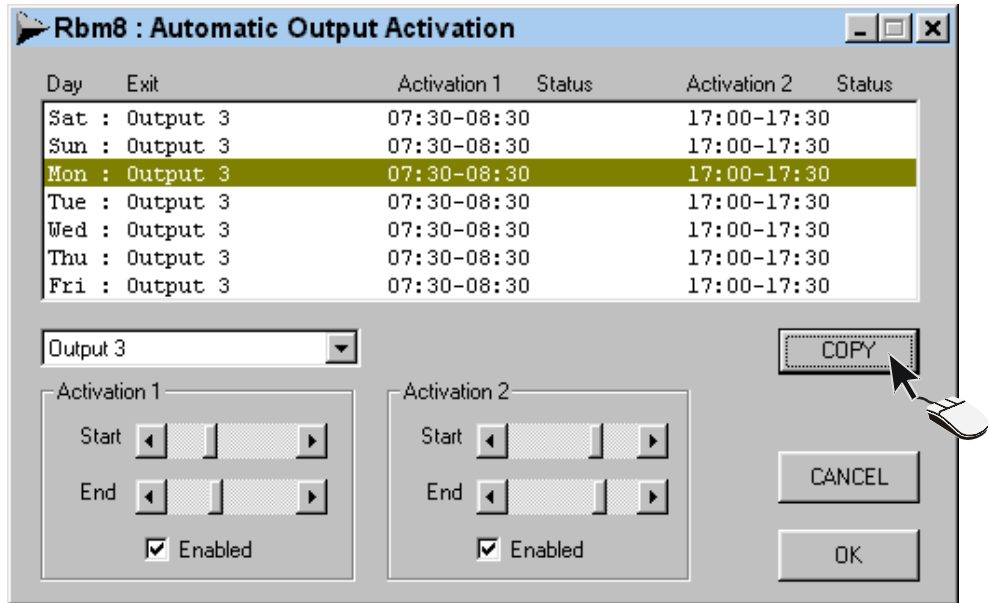 Rbm8 : Automatic Output Activation
Day Exit Activation 1 Status Activation 2 Status
Sat : Output 3 07:30-08:30 17:00-17:30
Sun : Output 3 07:30-08:30 17:00-17:30
Mon : Output 3 07:30-08:30 17:00-17:30
Tue : Output 3 07:30-08:30 17:00-17:30
Wed : Output 3 07:30-08:30 17:00-17:30
Thu : Output 3 07:30-08:30 17:00-17:30
Fri : Output 3 07:30-08:30 17:00-17:30
Output 3 COPY
Activation 1 Activation 2
Start Start
End End CANCEL
Enabled Enabled OK